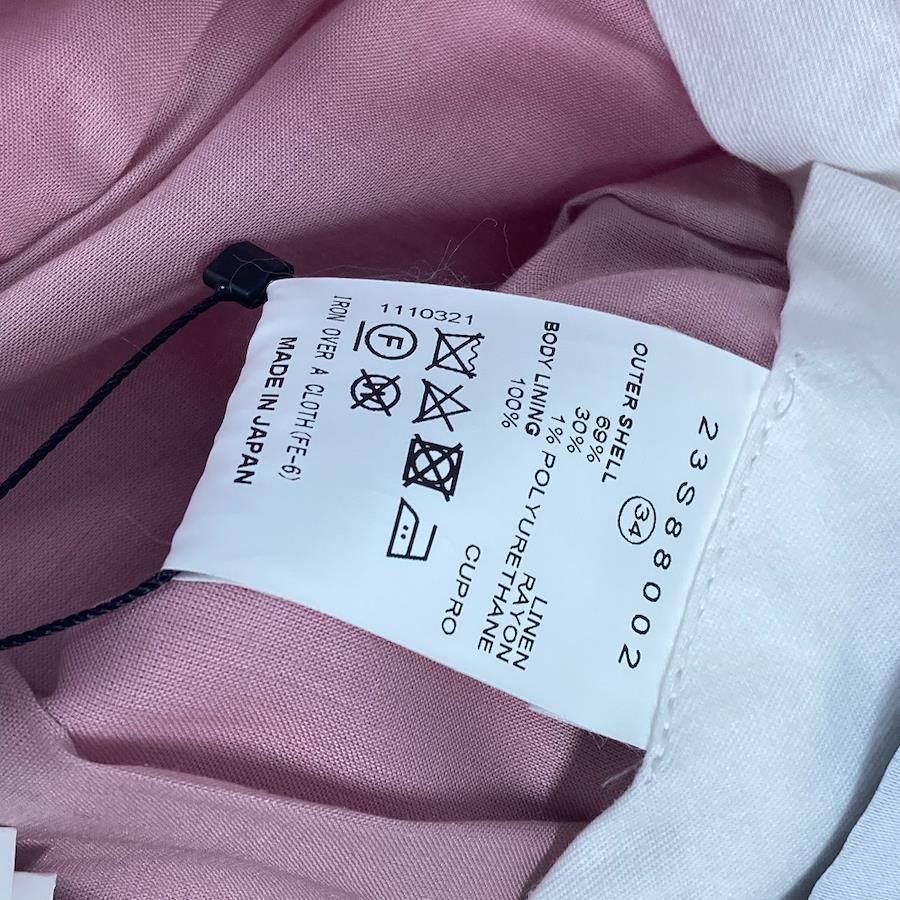 23S88002
34
OUTER SHELL
69% LINEN
30% RAYON
1% POLYURETHANE
BODY LINING
100% CUPRO
1110321
F
W
IRON OVER A CLOTH(FE-6)
MADE IN JAPAN